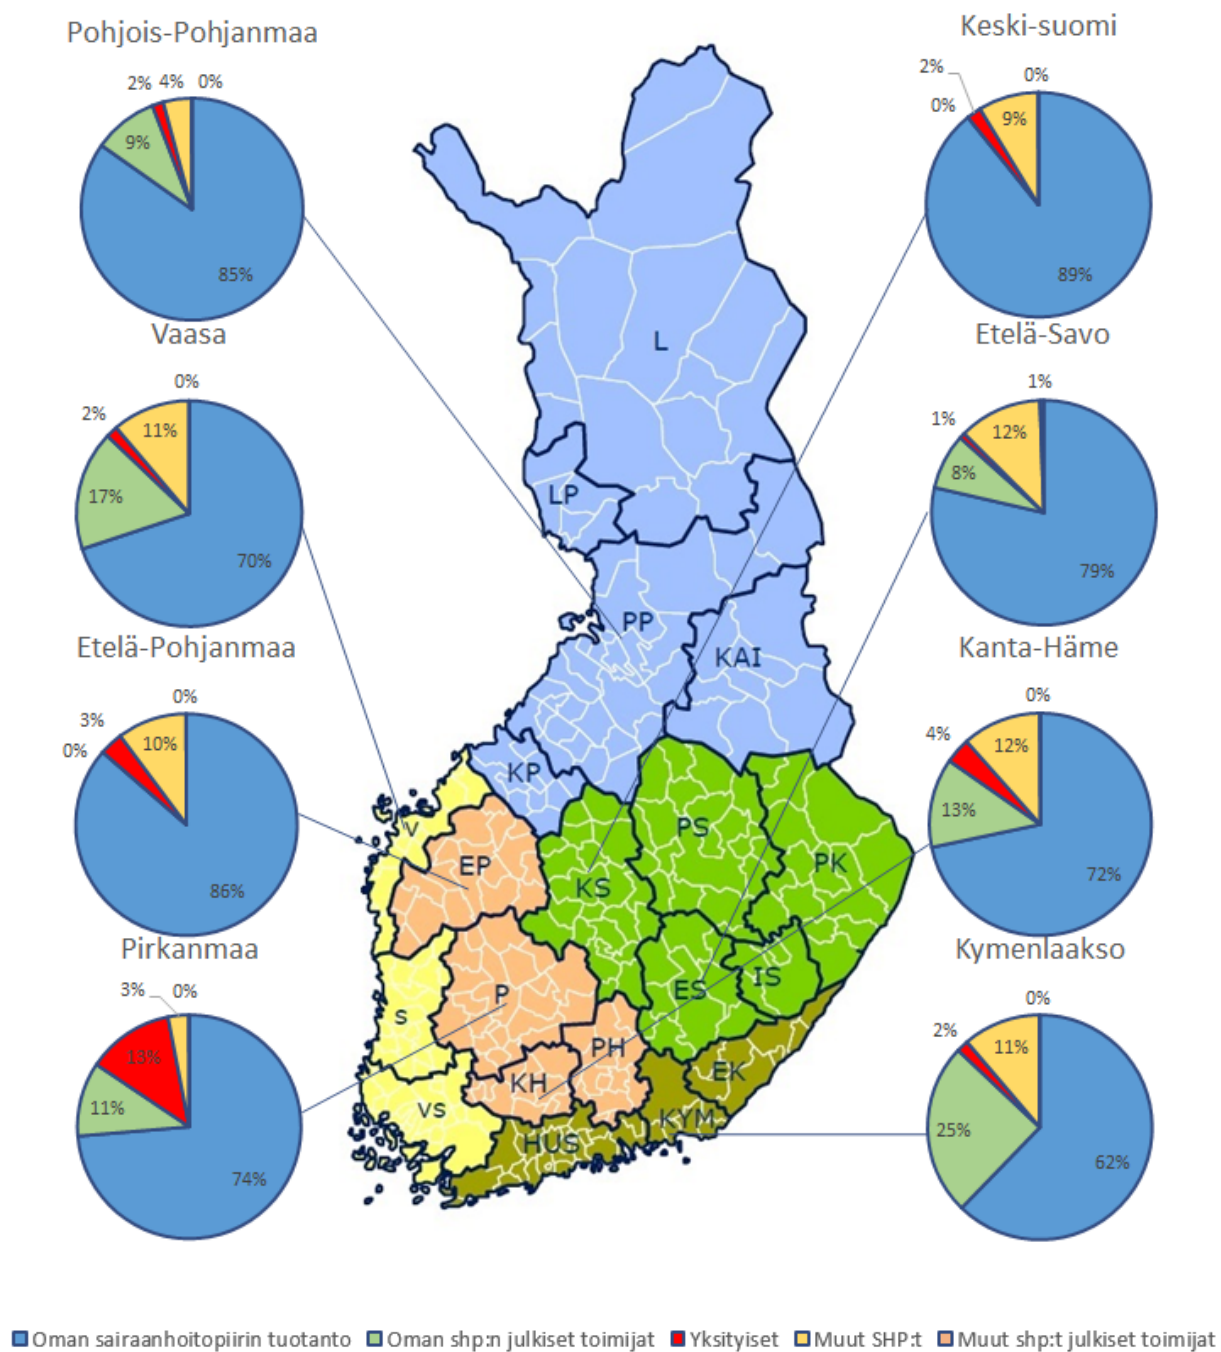 Pohjois-Pohjanmaa
2% 4% 0%
9%
85%
Vaasa
0%
2%
11%
17%
70%
Etelä-Pohjanmaa
0%
3%
0%
10%
86%
Pirkanmaa
3% 0%
13%
11%
74%
L
LP
PP
KAI
KP
V
EP
KS
PS
PK
S
P
ES
IS
PH
KH
EK
VS
KYM
HUS
Keski-suomi
2%
0%
0%
9%
89%
Etelä-Savo
1%
1%
12%
8%
79%
Kanta-Häme
0%
4%
12%
13%
72%
Kymenlaakso
0%
2%
11%
25%
62%
Oman sairaanhoitopiirin tuotanto Oman shp:n julkiset toimijat Yksityiset Muut SHP:t Muut shp:t julkiset toimijat